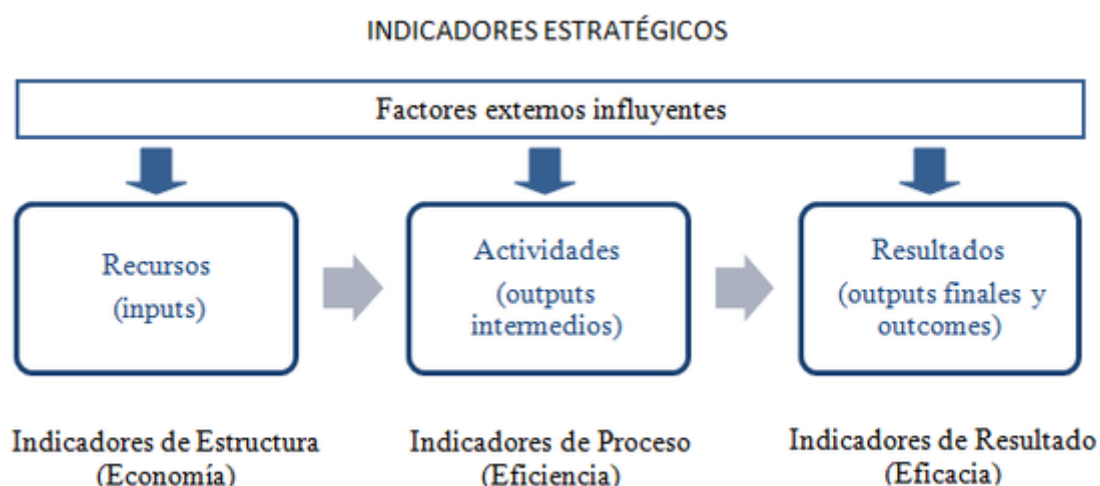 INDICADORES ESTRATÉGICOS
Factores externos influyentes
Recursos
(inputs)
Actividades
(outputs
intermedios)
Resultados
(outputs finales y
outcomes)
Indicadores de Estructura
(Economía)
Indicadores de Proceso
(Eficiencia)
Indicadores de Resultado
(Eficacia)